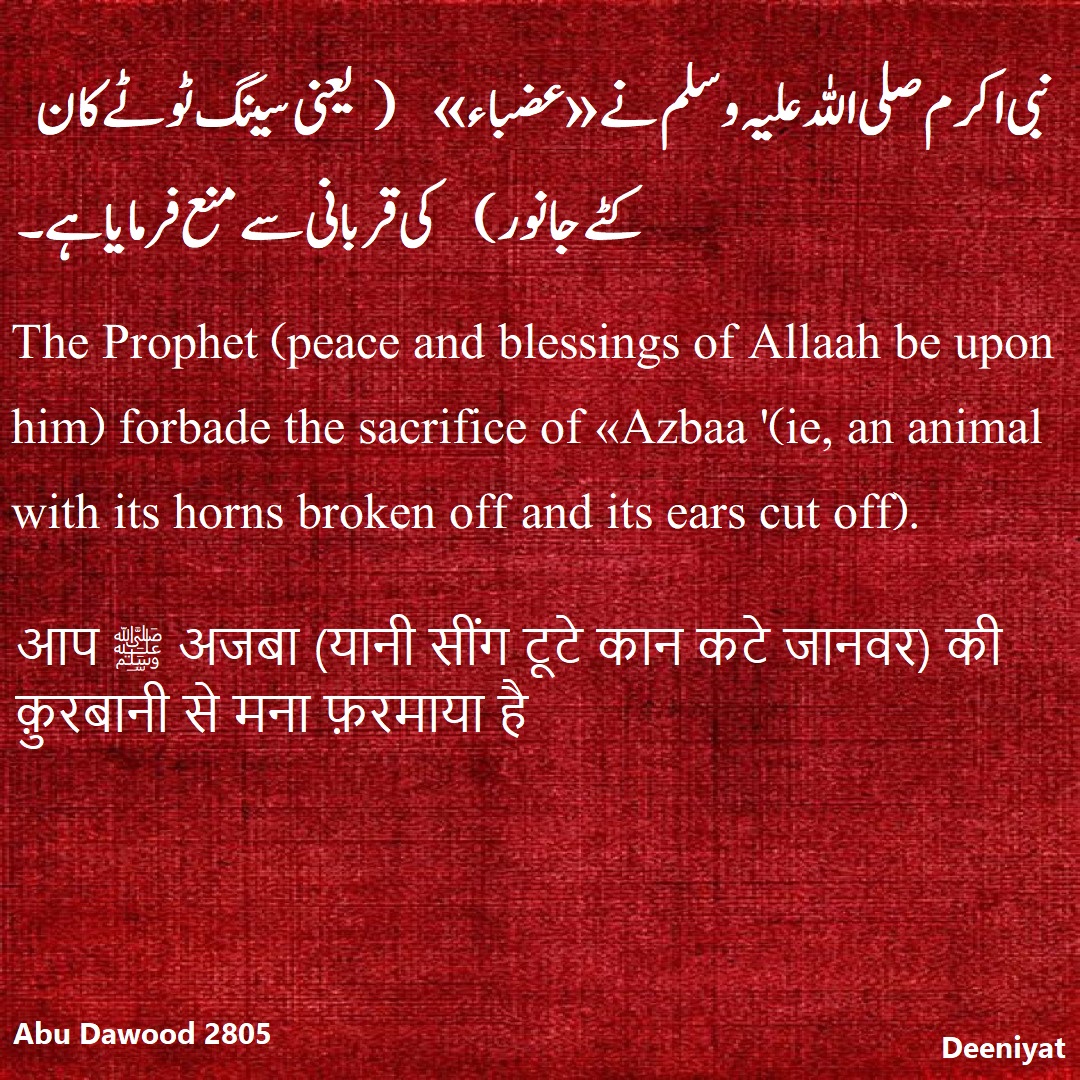 نبی اکرم صلی اللہ علیہ وسلم نے «عضباء» ( یعنی سینگ ٹوٹے کان
کٹے جانور) کی قربانی سے منع فرمایا ہے۔
The Prophet (peace and blessings of Allaah be upon
him) forbade the sacrifice of «Azbaa '(ie, an animal
with its horns broken off and its ears cut off).
आप ﷺ अजबा (यानी सींग टूटे कान कटे जानवर) की
क़ुरबानी से मना फ़रमाया है
Abu Dawood 2805
Deeniyat